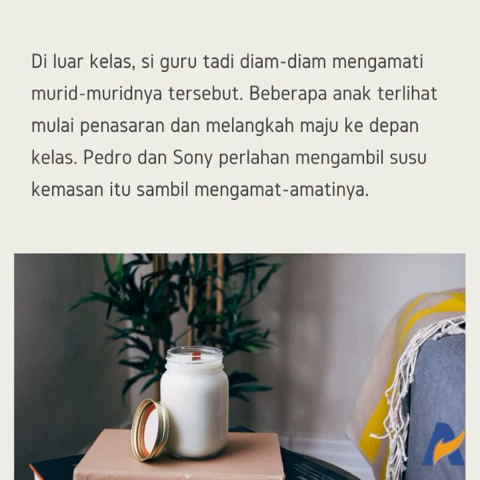 Di luar kelas, si guru tadi diam-diam mengamati
murid-muridnya tersebut. Beberapa anak terlihat
mulai penasaran dan melangkah maju ke depan
kelas. Pedro dan Sony perlahan mengambil susu
kemasan itu sambil mengamat-amatinya.